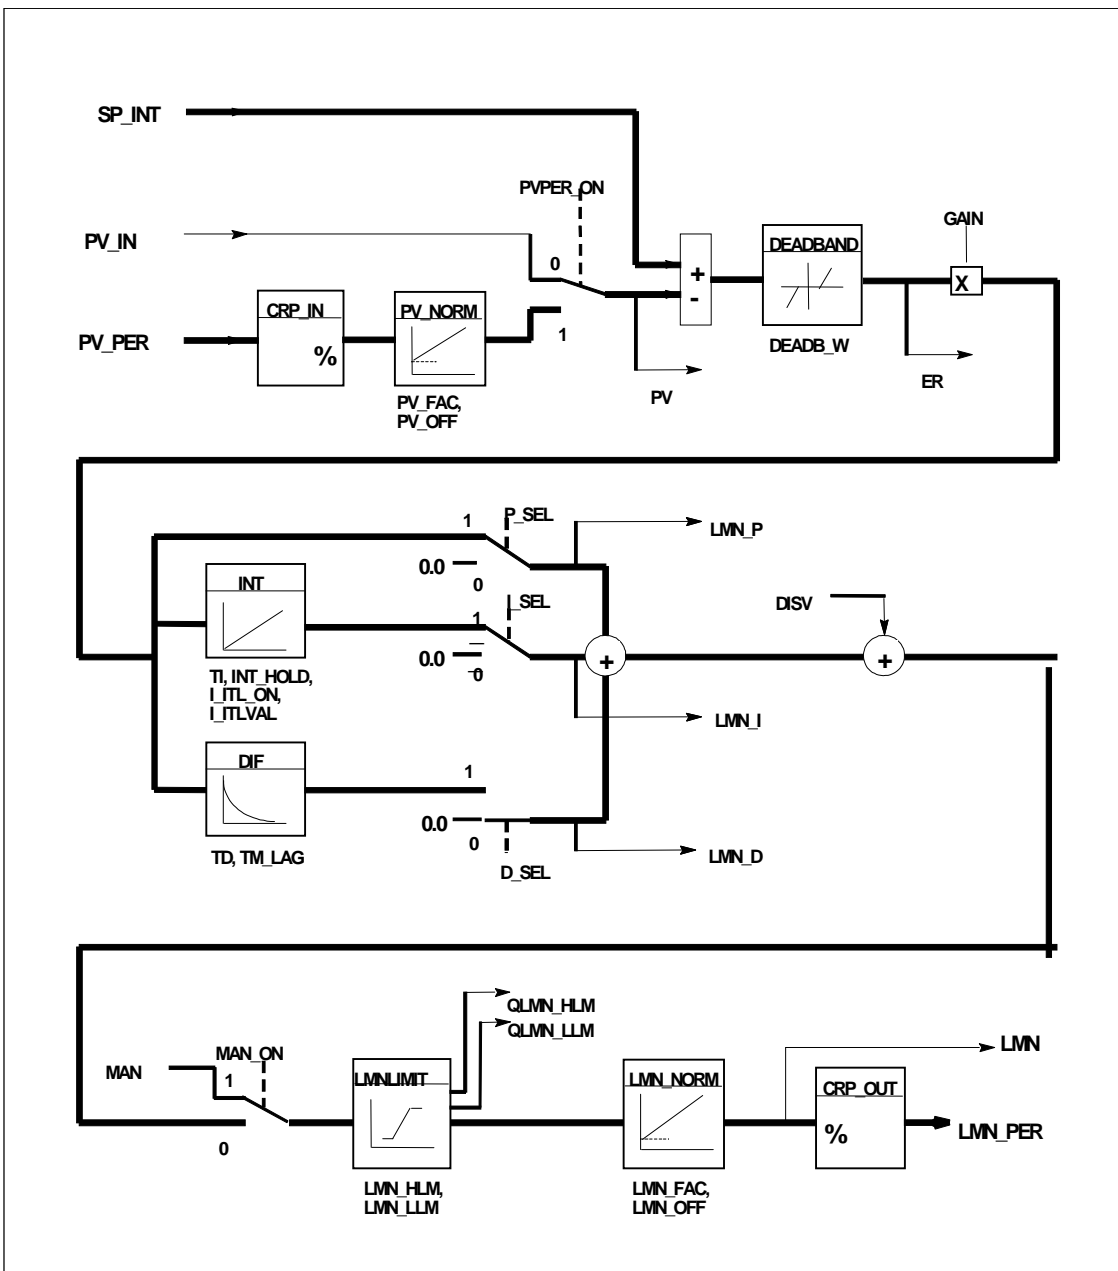 SP_INT
PVPER_ON
GAIN
PV_IN
DEADBAND
0
+
X
-
CRP_IN
PV_NORM
PV_PER
1
%
DEADB_W
ER
PV
PV_FAC,
PV_OFF
P_SEL
1
LMN_P
0.0
0
INT
I_SEL
DISV
1
0.0
+
+
0
TI, INT_HOLD,
I_ITL_ON,
I_ITLVAL
LMN_I
DIF
1
0.0
0
TD, TM_LAG
LMN_D
D_SEL
QLMN_HLM
QLMN_LLM
MAN_ON
LMN
MAN
1
LMNLIMIT
LMN_NORM
CRP_OUT
%
LMN_PER
0
LMN_HLM,
LMN_LLM
LMN_FAC,
LMN_OFF